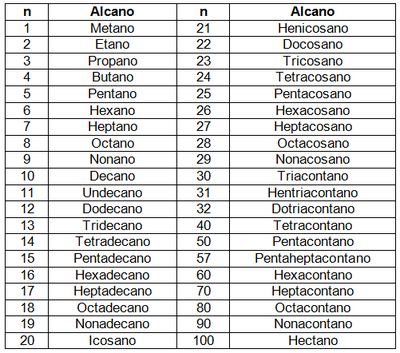 n Alcano n Alcano
1 Metano 21 Henicosano
2 Etano 22 Docosano
3 Propano 23 Tricosano
4 Butano 24 Tetracosano
5 Pentano 25 Pentacosano
6 Hexano 26 Hexacosano
7 Heptano 27 Heptacosano
8 Octano 28 Octacosano
9 Nonano 29 Nonacosano
10 Decano 30 Triacontano
11 Undecano 31 Hentriacontano
12 Dodecano 32 Dotriacontano
13 Tridecano 40 Tetracontano
14 Tetradecano 50 Pentacontano
15 Pentadecano 57 Pentaheptacontano
16 Hexadecano 60 Hexacontano
17 Heptadecano 70 Heptacontano
18 Octadecano 80 Octacontano
19 Nonadecano 90 Nonacontano
20 Icosano 100 Hectano